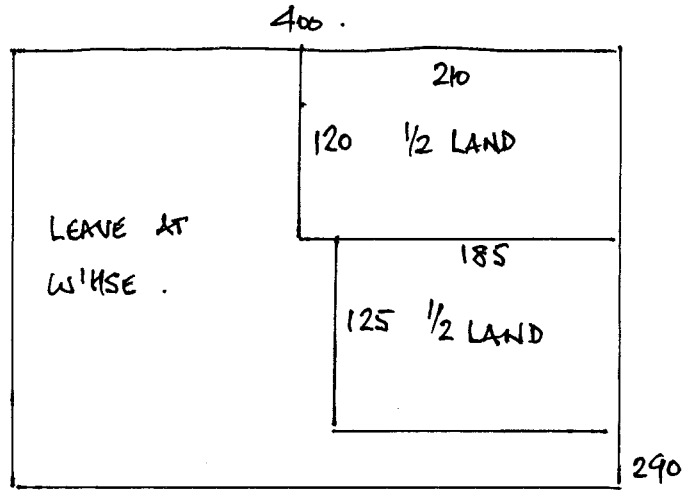 400.
210
120 1/2 LAND
LEAVE AT
W'HSE.
185
125 1/2 LAND
290